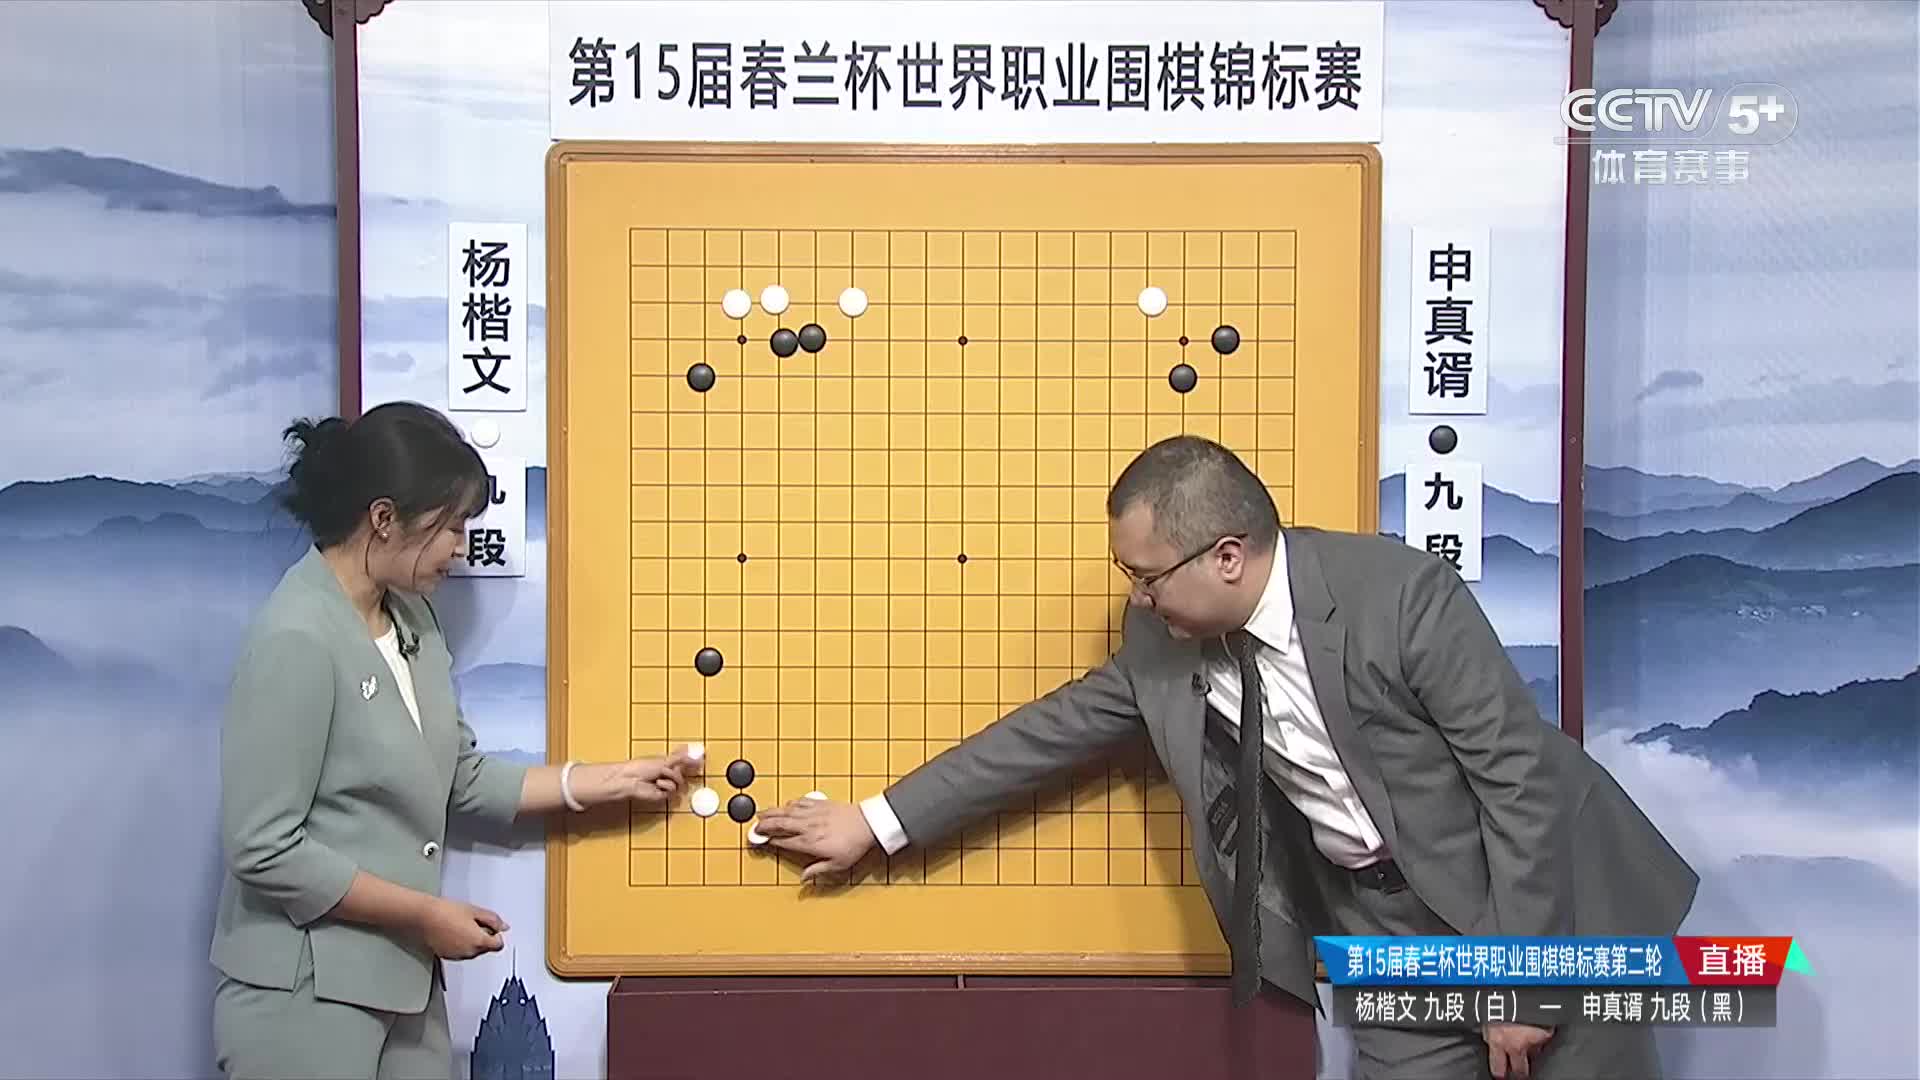 第15届春兰杯世界职业围棋锦标赛
CCTV 5+
体育赛事
杨楷文
九段
申真谞
九段
第15届春兰杯世界职业围棋锦标赛第二轮 直播
杨楷文 九段（白） — 申真谞 九段（黑）